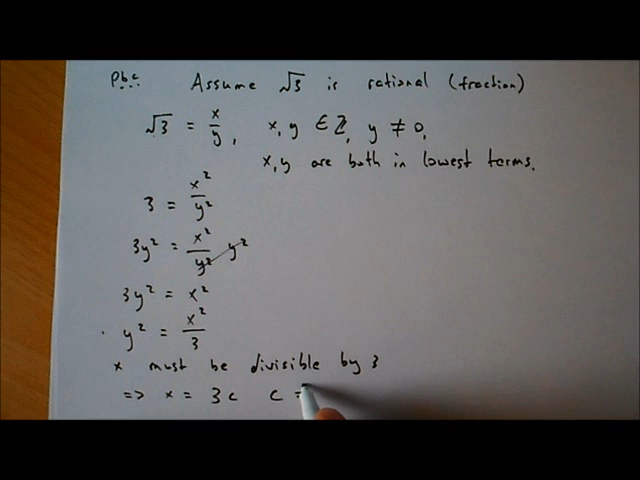 P.b.c. Assume √3 is rational (fraction)
√3 = x/y, x, y ∈ ℤ, y ≠ 0,
x, y are both in lowest terms.
3 = x²/y²
3y² = x²/y² y²
3y² = x²
y² = x²/3
x must be divisible by 3
=> x = 3c c =